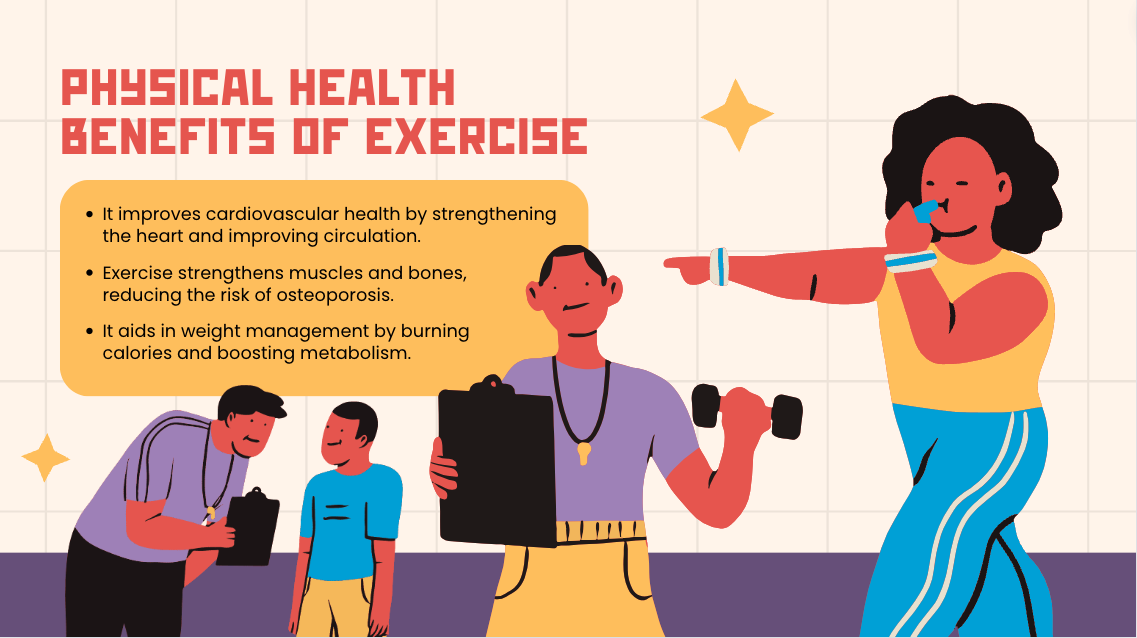 PHYSICAL HEALTH
BENEFITS OF EXERCISE
• It improves cardiovascular health by strengthening
the heart and improving circulation.
• Exercise strengthens muscles and bones,
reducing the risk of osteoporosis.
• It aids in weight management by burning
calories and boosting metabolism.